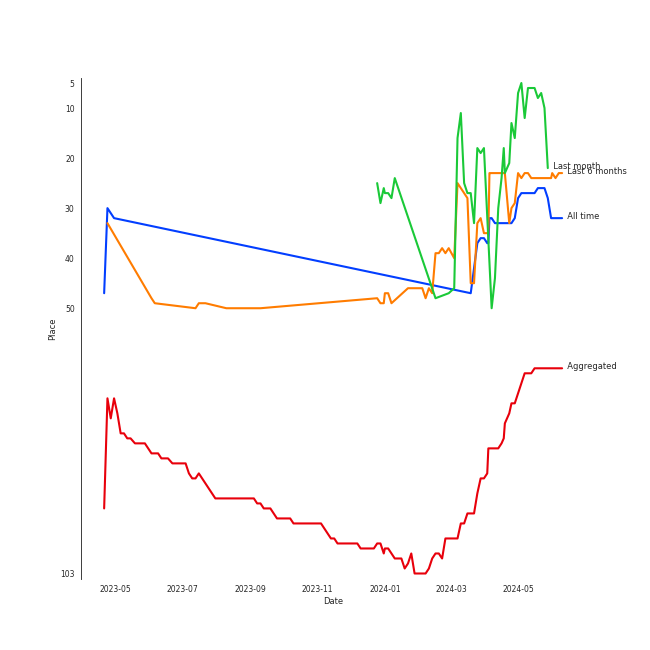 5
10
20
30
40
50
103
Place
Last month
Last 6 months
All time
Aggregated
2023-05 2023-07 2023-09 2023-11 2024-01 2024-03 2024-05
Date